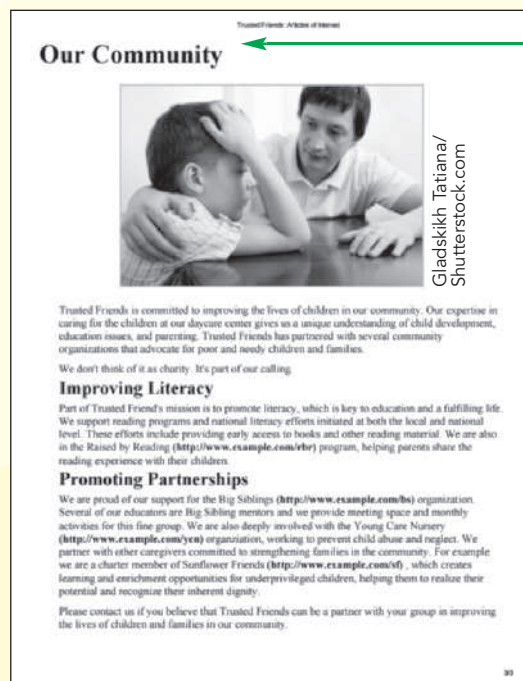 Trusted Friends: Articles of Interest
Our Community
Gladskikh Tatiana/
Shutterstock.com
Trusted Friends is committed to improving the lives of children in our community. Our expertise in
caring for the children at our daycare center gives us a unique understanding of child development,
education issues, and parenting. Trusted Friends has partnered with several community
organizations that advocate for poor and needy children and families.
We don't think of it as charity. It's part of our calling.
Improving Literacy
Part of Trusted Friend's mission is to promote literacy, which is key to education and a fulfilling life.
We support reading programs and national literacy efforts initiated at both the local and national
level. These efforts include providing early access to books and other reading material. We are also
in the Raised by Reading (http://www.example.com/rbr) program, helping parents share the
reading experience with their children.
Promoting Partnerships
We are proud of our support for the Big Siblings (http://www.example.com/bs) organization.
Several of our educators are Big Sibling mentors and we provide meeting space and monthly
activities for this fine group. We are also deeply involved with the Young Care Nursery
(http://www.example.com/ycn) organziation, working to prevent child abuse and neglect. We
partner with other caregivers committed to strengthening families in the community. For example
we are a charter member of Sunflower Friends (http://www.example.com/sf) , which creates
learning and enrichment opportunities for underprivileged children, helping them to realize their
potential and recognize their inherent dignity.
Please contact us if you believe that Trusted Friends can be a partner with your group in improving
the lives of children and families in our community.